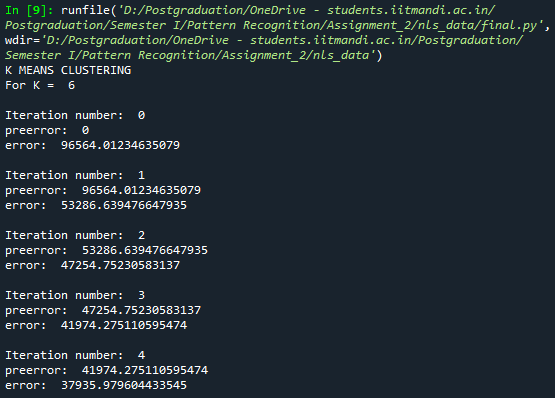 In [9]: runfile('D:/Postgraduation/OneDrive - students.iitmandi.ac.in/
Postgraduation/Semester I/Pattern Recognition/Assignment_2/nls_data/final.py',
wdir='D:/Postgraduation/OneDrive - students.iitmandi.ac.in/Postgraduation/
Semester I/Pattern Recognition/Assignment_2/nls_data')
K MEANS CLUSTERING
For K =  6
Iteration number:  0
preerror:  0
error:  96564.01234635079
Iteration number:  1
preerror:  96564.01234635079
error:  53286.639476647935
Iteration number:  2
preerror:  53286.639476647935
error:  47254.75230583137
Iteration number:  3
preerror:  47254.75230583137
error:  41974.275110595474
Iteration number:  4
preerror:  41974.275110595474
error:  37935.979604433545